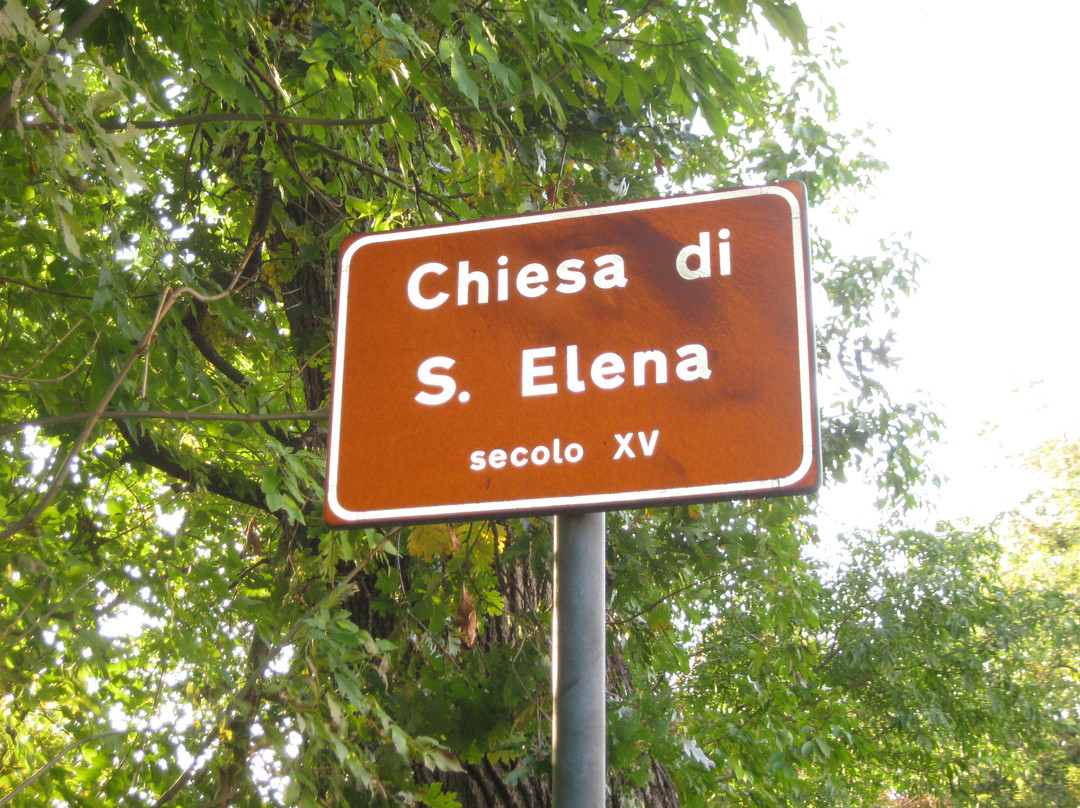 Chiesa di
S. Elena
secolo XV